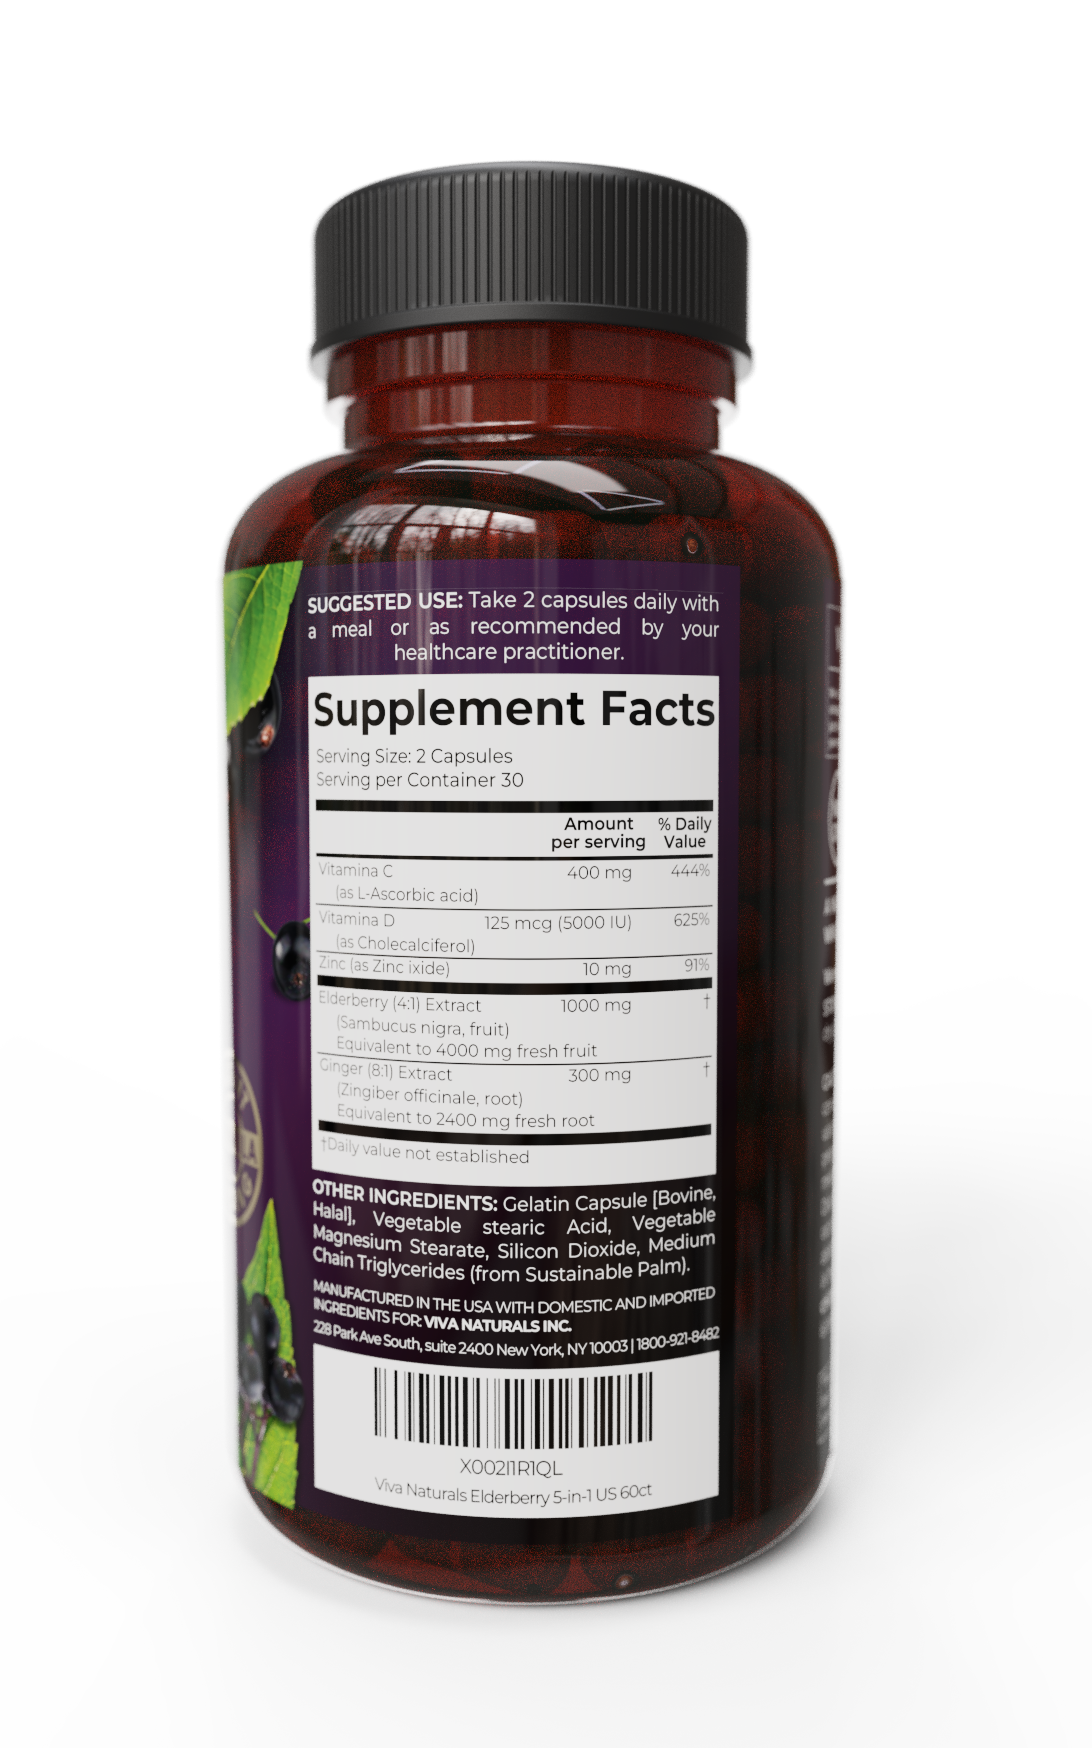 SUGGESTED USE: Take 2 capsules daily with
a meal or as recommended by your
healthcare practitioner.
Supplement Facts
Serving Size: 2 Capsules
Serving per Container 30
Amount per serving % Daily Value
Vitamina C 400 mg 444%
(as L-Ascorbic acid)
Vitamina D 125 mcg (5000 IU) 625%
(as Cholecalciferol)
Zinc (as Zinc ixide) 10 mg 91%
Elderberry (4:1) Extract 1000 mg †
(Sambucus nigra, fruit)
Equivalent to 4000 mg fresh fruit
Ginger (8:1) Extract 300 mg †
(Zingiber officinale, root)
Equivalent to 2400 mg fresh root
†Daily value not established
OTHER INGREDIENTS: Gelatin Capsule [Bovine,
Halal], Vegetable stearic Acid, Vegetable
Magnesium Stearate, Silicon Dioxide, Medium
Chain Triglycerides (from Sustainable Palm).
MANUFACTURED IN THE USA WITH DOMESTIC AND IMPORTED
INGREDIENTS FOR: VIVA NATURALS INC.
228 Park Ave South, suite 2400 New York, NY 10003 | 1800-921-8482
X002I1R1QL
Viva Naturals Elderberry 5-in-1 US 60ct